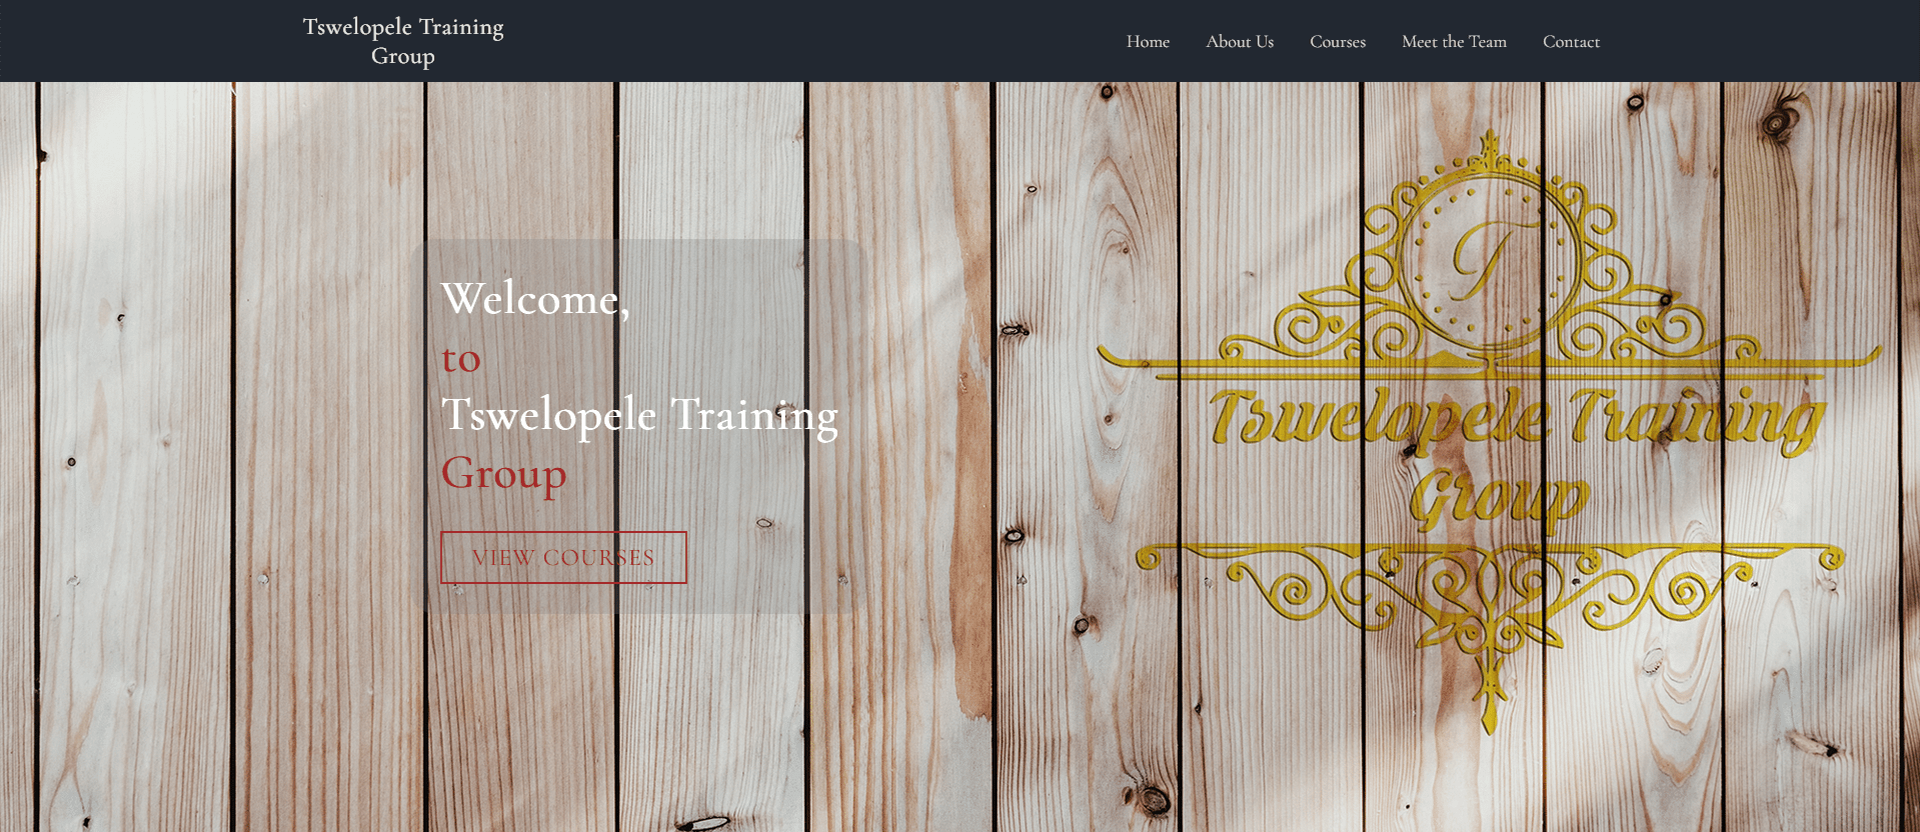 Tswelopele Training
Group
Home About Us Courses Meet the Team Contact
Welcome,
to
Tswelopele Training
Group
VIEW COURSES
T
Tswelopele Training
Group